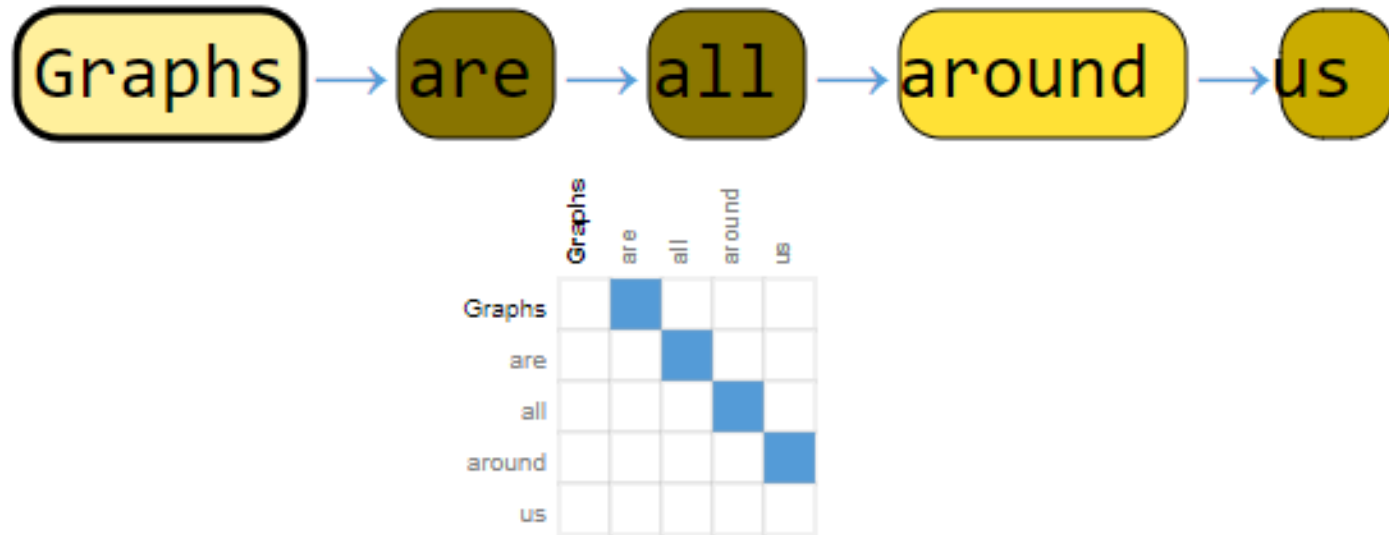 Graphs → are → all → around → us
Graphs are all around us
Graphs
are
all
around
us